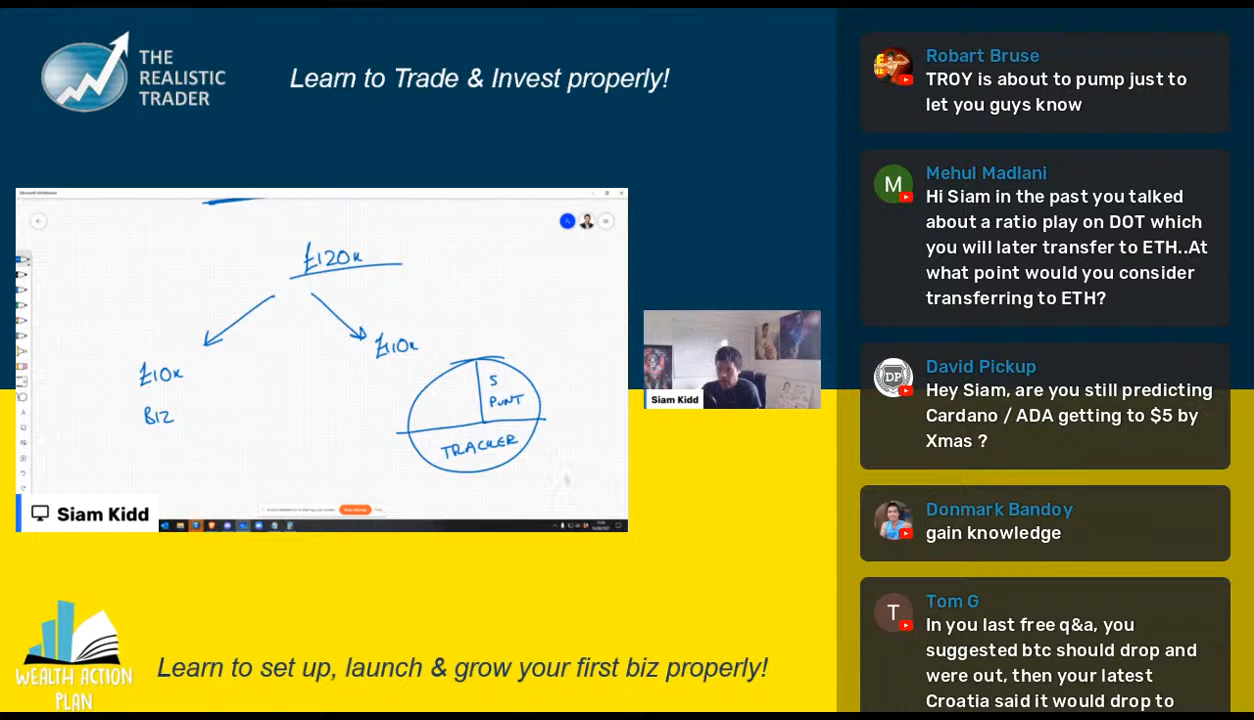 THE
REALISTIC
TRADER
Learn to Trade & Invest properly!
£120K
£10K
BIZ
£110K
5
PUNT
TRACKER
Siam Kidd
Siam Kidd
WEALTH ACTION
PLAN
Learn to set up, launch & grow your first biz properly!
Robart Bruse
TROY is about to pump just to
let you guys know
M
Mehul Madlani
Hi Siam in the past you talked
about a ratio play on DOT which
you will later transfer to ETH..At
what point would you consider
transferring to ETH?
DP
David Pickup
Hey Siam, are you still predicting
Cardano / ADA getting to $5 by
Xmas ?
Donmark Bandoy
gain knowledge
T
Tom G
In you last free q&a, you
suggested btc should drop and
were out, then your latest
Croatia said it would drop to